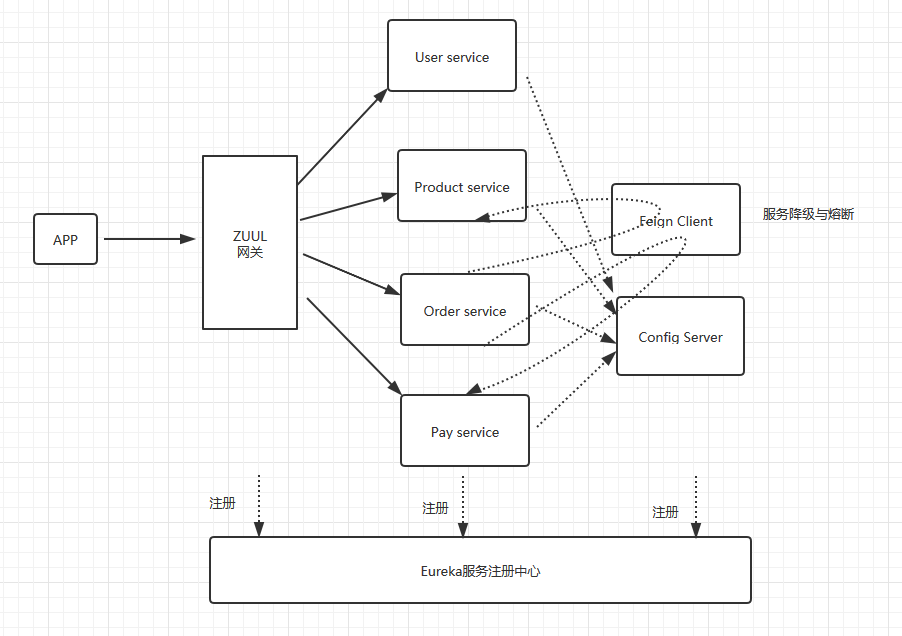 User service
Product service
Feign Client
服务降级与熔断
APP
ZUUL
网关
Order service
Config Server
Pay service
注册
注册
注册
Eureka服务注册中心